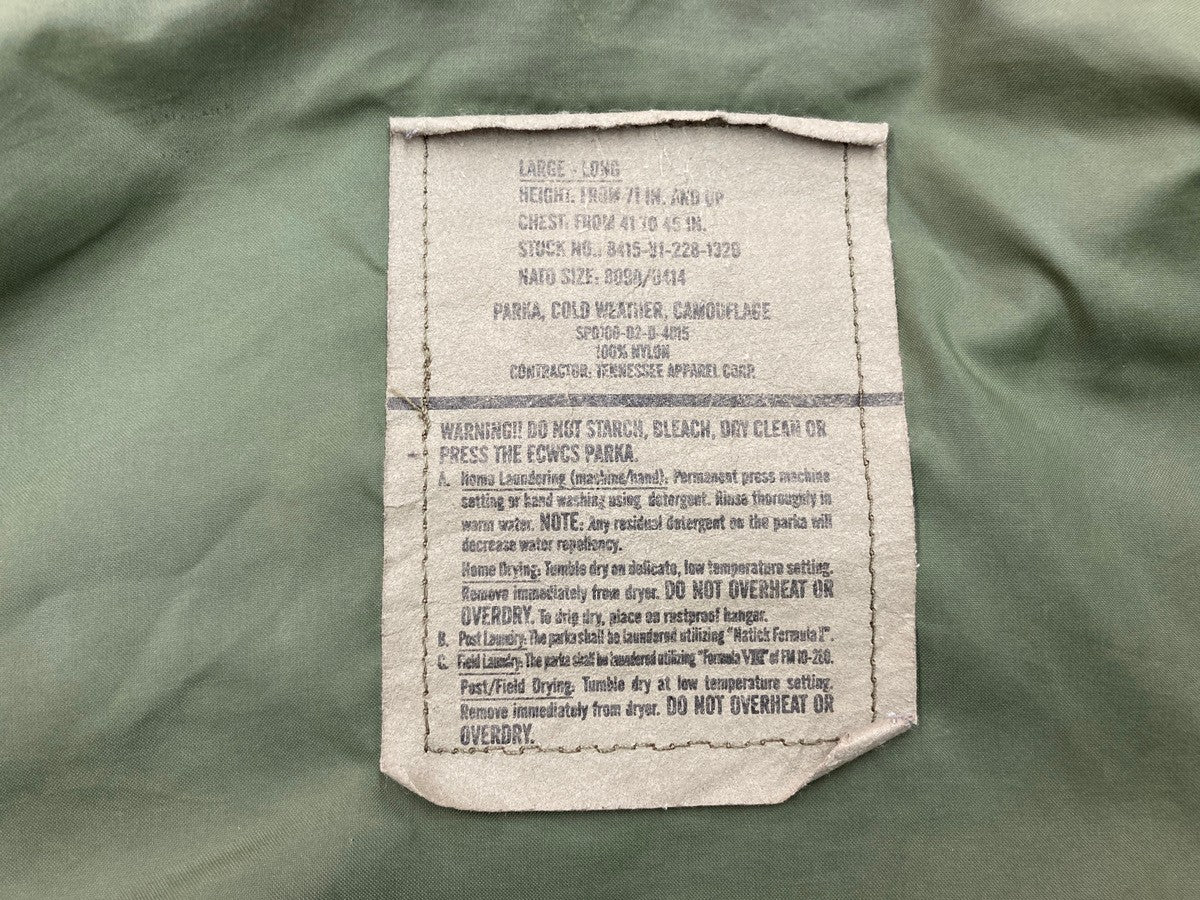 LARGE - LONG
HEIGHT: FROM 71 IN. AND UP
CHEST: FROM 41 TO 45 IN.
STOCK NO.: 8415-01-228-1320
NATO SIZE: 8090/0414
PARKA, COLD WEATHER, CAMOUFLAGE
SPO100-02-D-4015
100% NYLON
CONTRACTOR: TENNESSEE APPAREL CORP.
WARNING!! DO NOT STARCH, BLEACH, DRY CLEAN OR
PRESS THE ECWCS PARKA.
A. Home Laundering (machine/hand): Permanent press machine
setting or hand washing using detergent. Rinse thoroughly in
warm water. NOTE: Any residual detergent on the parka will
decrease water repellency.
Home Drying: Tumble dry on delicate, low temperature setting.
Remove immediately from dryer. DO NOT OVERHEAT OR
OVERDRY. To drip dry, place on rustproof hanger.
B. Post Laundry: The parka shall be laundered utilizing "Natick Formula I".
C. Field Laundry: The parka shall be laundered utilizing "Formula VIII" of FM 10-280.
Post/Field Drying: Tumble dry at low temperature setting.
Remove immediately from dryer. DO NOT OVERHEAT OR
OVERDRY.